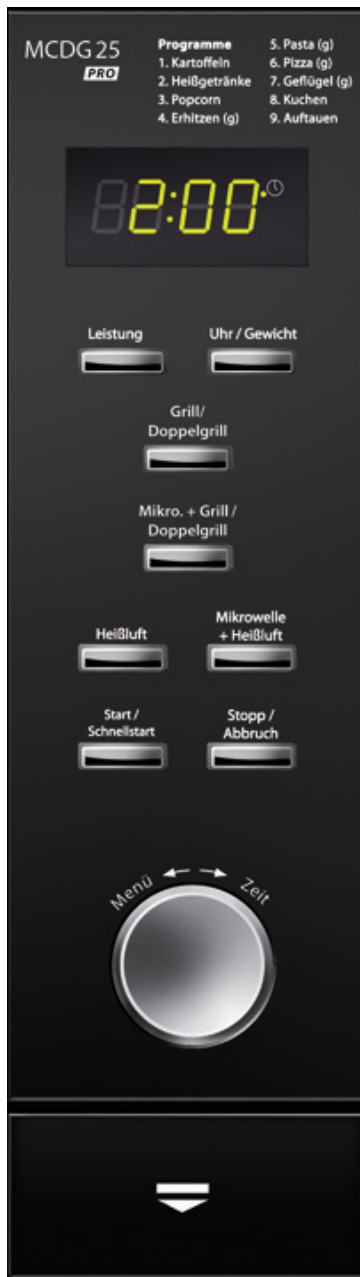 MCDG 25
PRO
Programme
1. Kartoffeln
2. Heißgetränke
3. Popcorn
4. Erhitzen (g)
5. Pasta (g)
6. Pizza (g)
7. Geflügel (g)
8. Kuchen
9. Auftauen
2:00
Leistung
Uhr / Gewicht
Grill/
Doppelgrill
Mikro. + Grill /
Doppelgrill
Heißluft
Mikrowelle
+ Heißluft
Start /
Schnellstart
Stopp /
Abbruch
Menü
Zeit